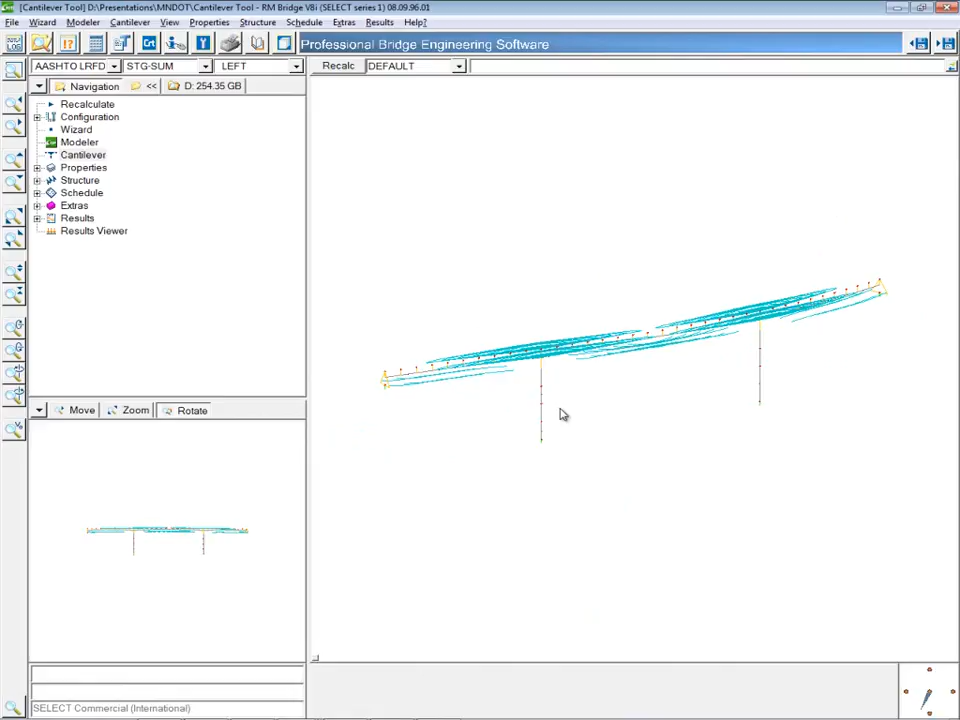 [Cantilever Tool] D:\Presentations\MNDOT\Cantilever Tool - RM Bridge V8i (SELECT series 1) 08.09.96.01
File Wizard Modeler Cantilever View Properties Structure Schedule Extras Results Help?
Professional Bridge Engineering Software
AASHTO LRFD STG-SUM LEFT Recalc DEFAULT
Navigation << D: 254.35 GB
Recalculate
Configuration
Wizard
Modeler
Cantilever
Properties
Structure
Schedule
Extras
Results
Results Viewer
Move Zoom Rotate
SELECT Commercial (International)